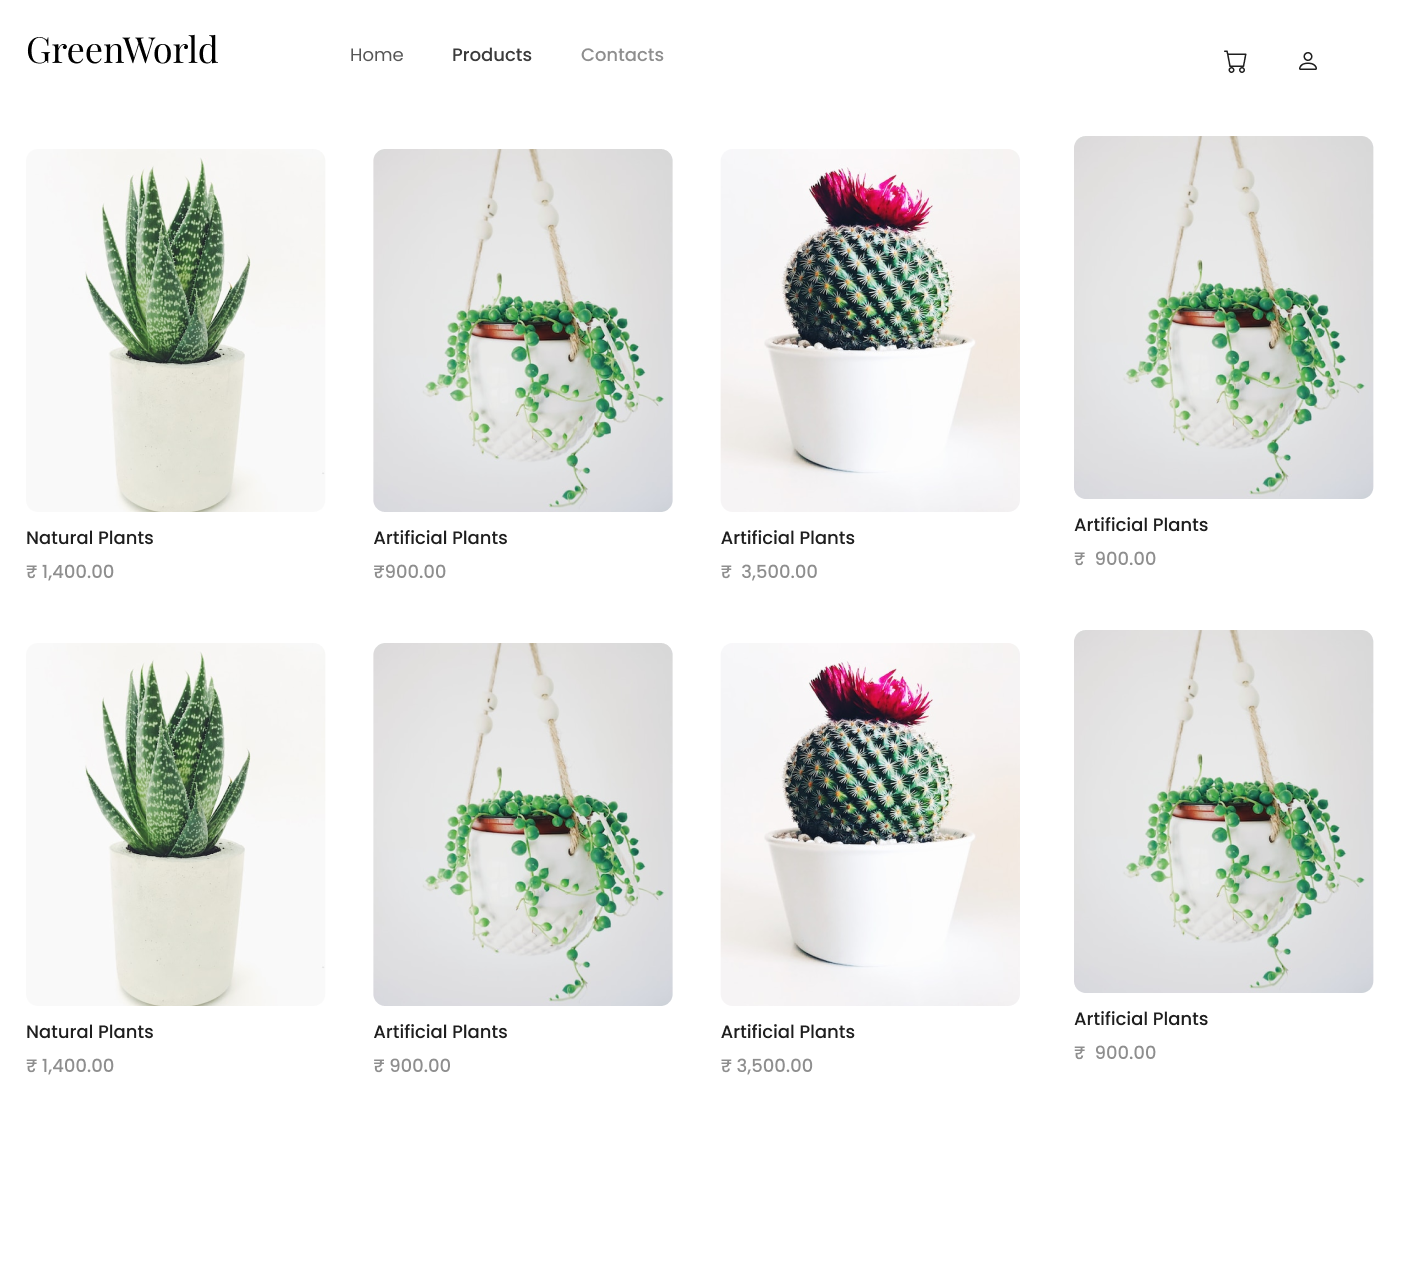 GreenWorld
Home Products Contacts
Natural Plants
₹ 1,400.00
Artificial Plants
₹900.00
Artificial Plants
₹ 3,500.00
Artificial Plants
₹ 900.00
Natural Plants
₹ 1,400.00
Artificial Plants
₹ 900.00
Artificial Plants
₹ 3,500.00
Artificial Plants
₹ 900.00